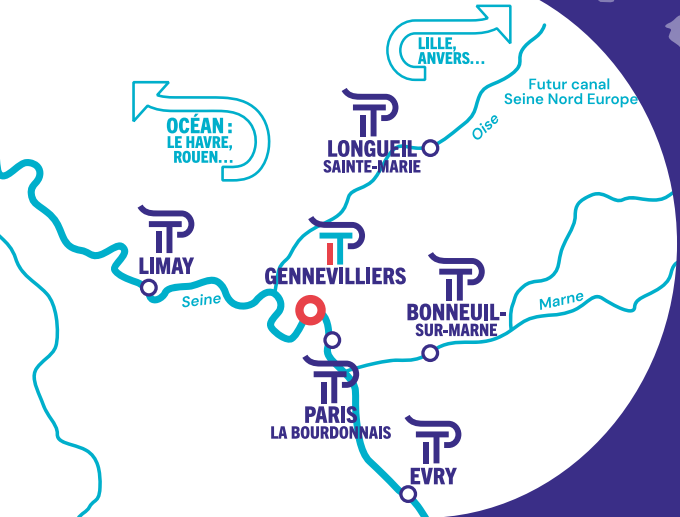 LILLE,
ANVERS...
Futur canal
Seine Nord Europe
OCÉAN :
LE HAVRE,
ROUEN...
Oise
LONGUEIL
SAINTE-MARIE
LIMAY
GENNEVILLIERS
Seine
BONNEUIL-
SUR-MARNE
Marne
PARIS
LA BOURDONNAIS
EVRY